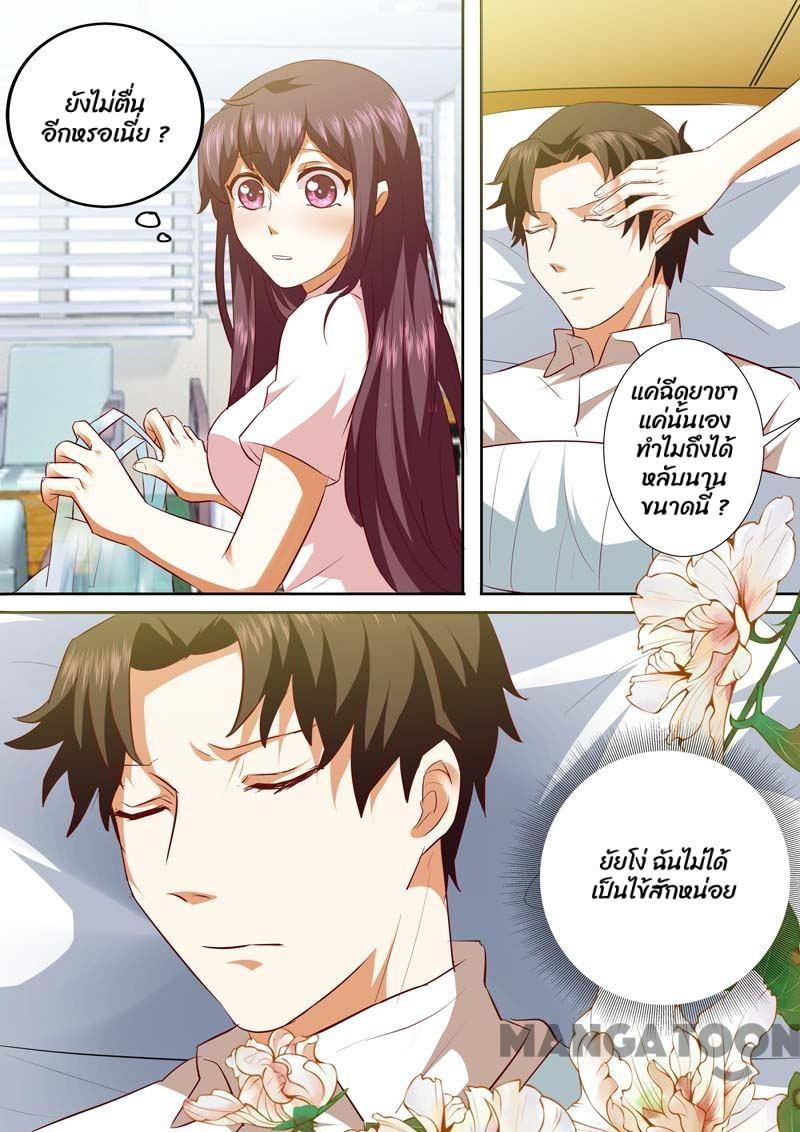 ยังไม่ตื่น
อีกหรอเนี่ย ?
แค่ฉีดยาชา
แค่นั้นเอง
ทำไมถึงได้
หลับนาน
ขนาดนี้ ?
ยัยโง่ ฉันไม่ได้
เป็นไข้สักหน่อย
MANGATOON